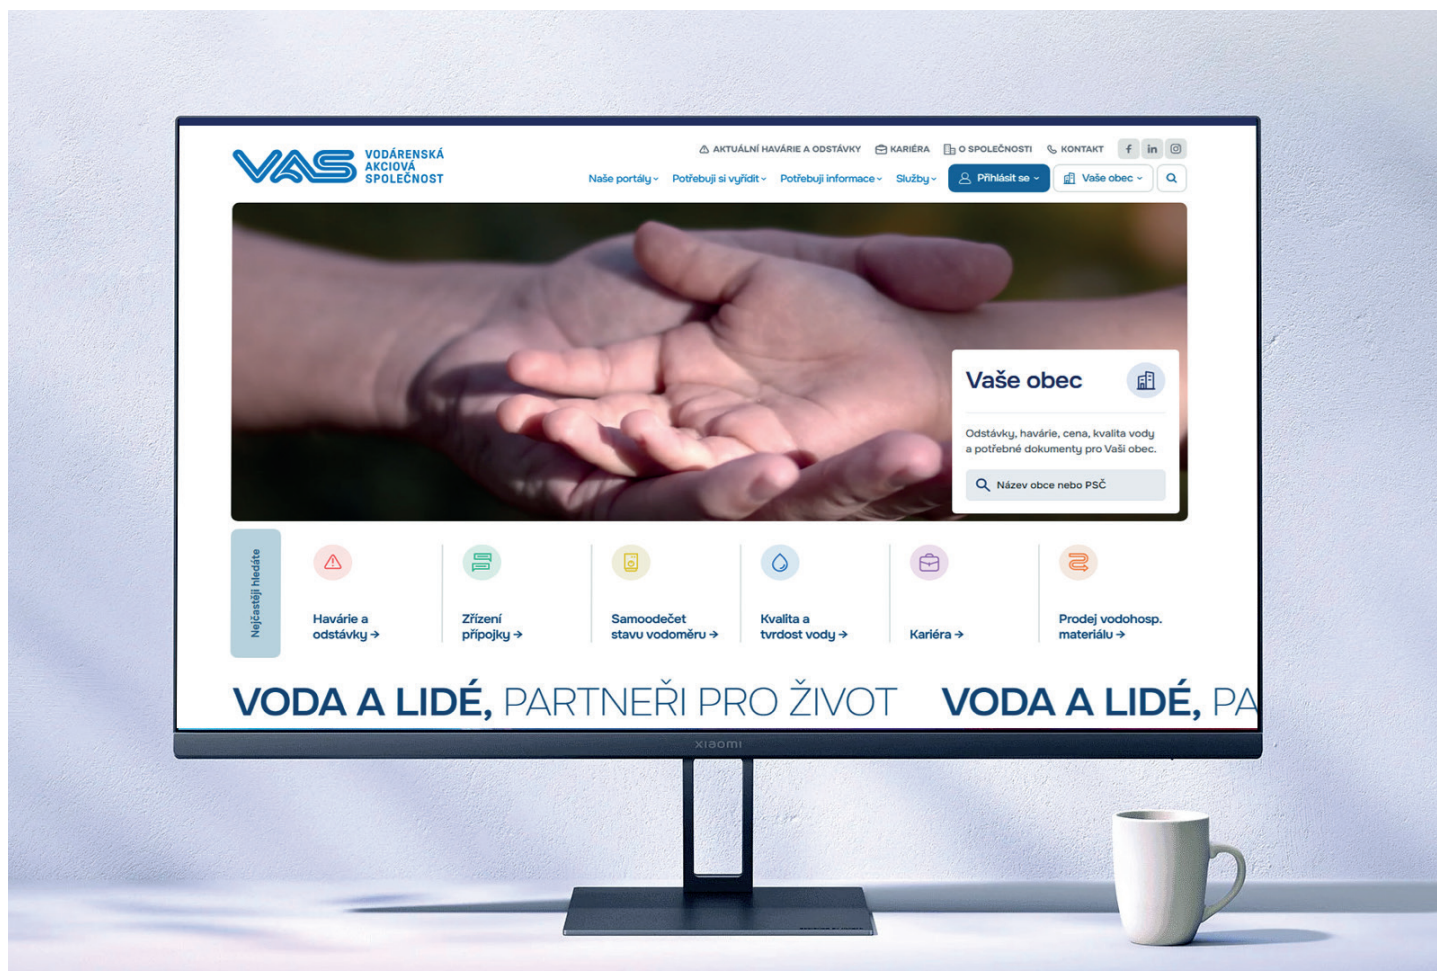 VAS
VODÁRENSKÁ
AKCIOVÁ
SPOLEČNOST
AKTUÁLNÍ HAVÁRIE A ODSTÁVKY KARIÉRA O SPOLEČNOSTI KONTAKT f in
Naše portály Potřebuji si vyřídit Potřebuji informace Služby Přihlásit se Vaše obec
Vaše obec
Odstávky, havárie, cena, kvalita vody
a potřebné dokumenty pro Vaši obec.
Název obce nebo PSČ
Nejčastěji hledáte
Havárie a
odstávky →
Zřízení
přípojky →
Samoodečet
stavu vodoměru →
Kvalita a
tvrdost vody →
Kariéra →
Prodej vodohosp.
materiálu →
VODA A LIDÉ, PARTNEŘI PRO ŽIVOT VODA A LIDÉ, PA
xiaomi